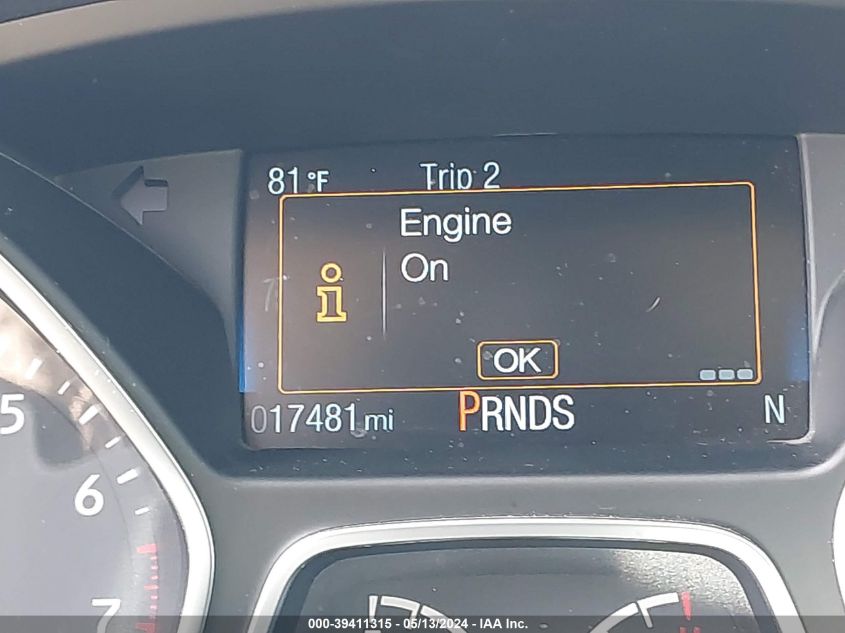 81°F Trip 2
Engine
On
OK
017481 mi PRNDS N
5
6
7
000-39411315 - 05/13/2024 - IAA Inc.